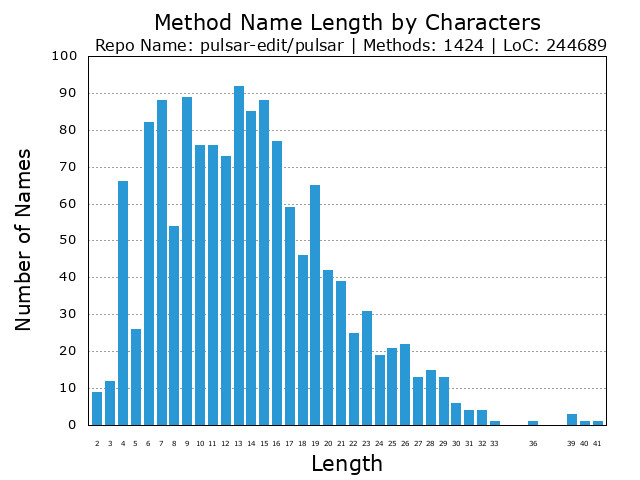 Method Name Length by Characters
Repo Name: pulsar-edit/pulsar | Methods: 1424 | LoC: 244689
100
90
80
70
60
50
40
30
20
10
0
Number of Names
2 3 4 5 6 7 8 9 10 11 12 13 14 15 16 17 18 19 20 21 22 23 24 25 26 27 28 29 30 31 32 33 36 39 40 41
Length